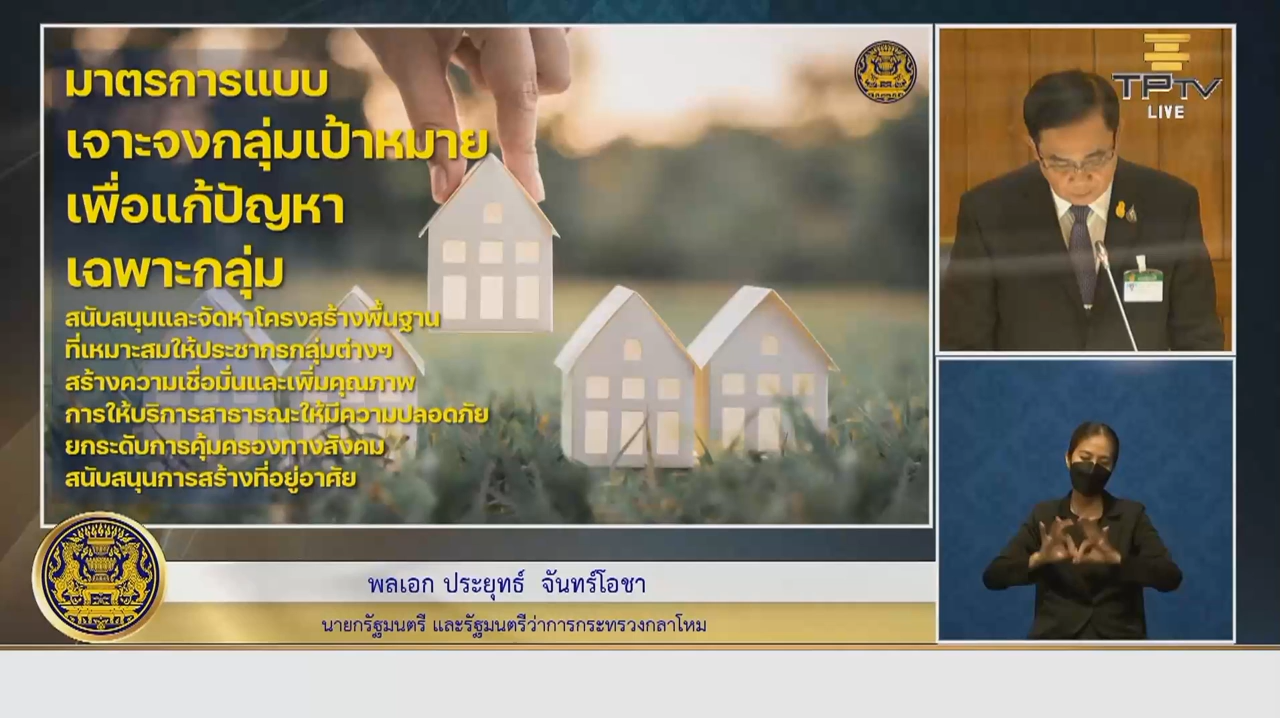 มาตรการแบบ
เจาะจงกลุ่มเป้าหมาย
เพื่อแก้ปัญหา
เฉพาะกลุ่ม
สนับสนุนและจัดหาโครงสร้างพื้นฐาน
ที่เหมาะสมให้ประชากรกลุ่มต่างๆ
สร้างความเชื่อมั่นและเพิ่มคุณภาพ
การให้บริการสาธารณะให้มีความปลอดภัย
ยกระดับการคุ้มครองทางสังคม
สนับสนุนการสร้างที่อยู่อาศัย
TPTV
LIVE
พลเอก ประยุทธ์ จันทร์โอชา
นายกรัฐมนตรี และรัฐมนตรีว่าการกระทรวงกลาโหม